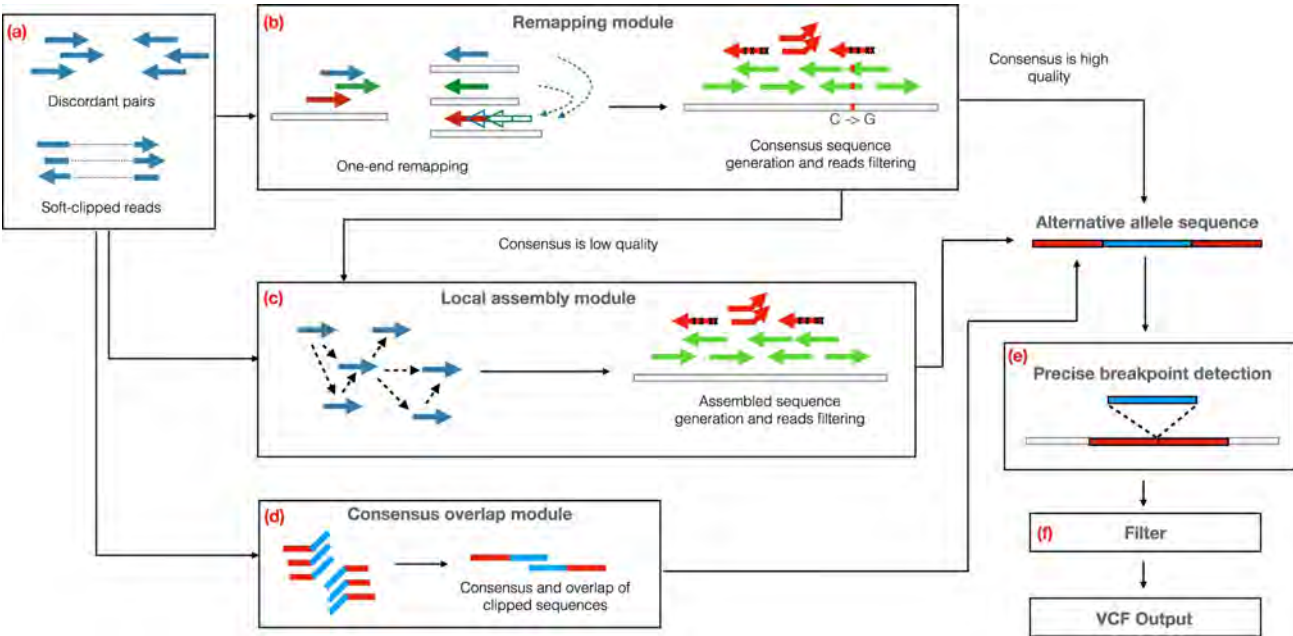 (a)
Discordant pairs
Soft-clipped reads
(b)
Remapping module
One-end remapping
C -> G
Consensus sequence
generation and reads filtering
Consensus is high
quality
Consensus is low quality
Alternative allele sequence
(c)
Local assembly module
Assembled sequence
generation and reads filtering
(d)
Consensus overlap module
Consensus and overlap of
clipped sequences
(e)
Precise breakpoint detection
(f)
Filter
VCF Output